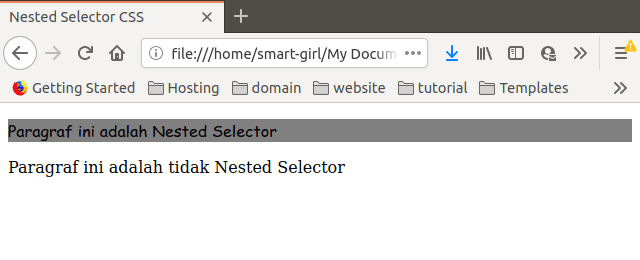 Nested Selector CSS
file:///home/smart-girl/My Docum
Getting Started Hosting domain website tutorial Templates
Paragraf ini adalah Nested Selector
Paragraf ini adalah tidak Nested Selector